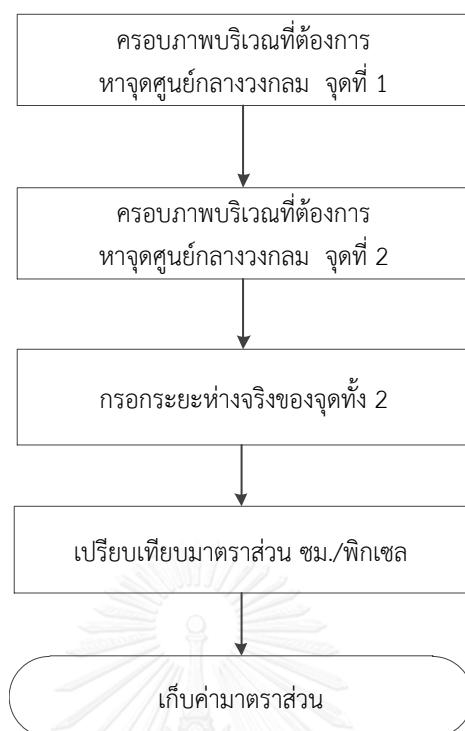 ครอบภาพบริเวณที่ต้องการ
หาจุดศูนย์กลางวงกลม จุดที่ 1
ครอบภาพบริเวณที่ต้องการ
หาจุดศูนย์กลางวงกลม จุดที่ 2
กรอกระยะห่างจริงของจุดทั้ง 2
เปรียบเทียบมาตราส่วน ซม./พิกเซล
เก็บค่ามาตราส่วน